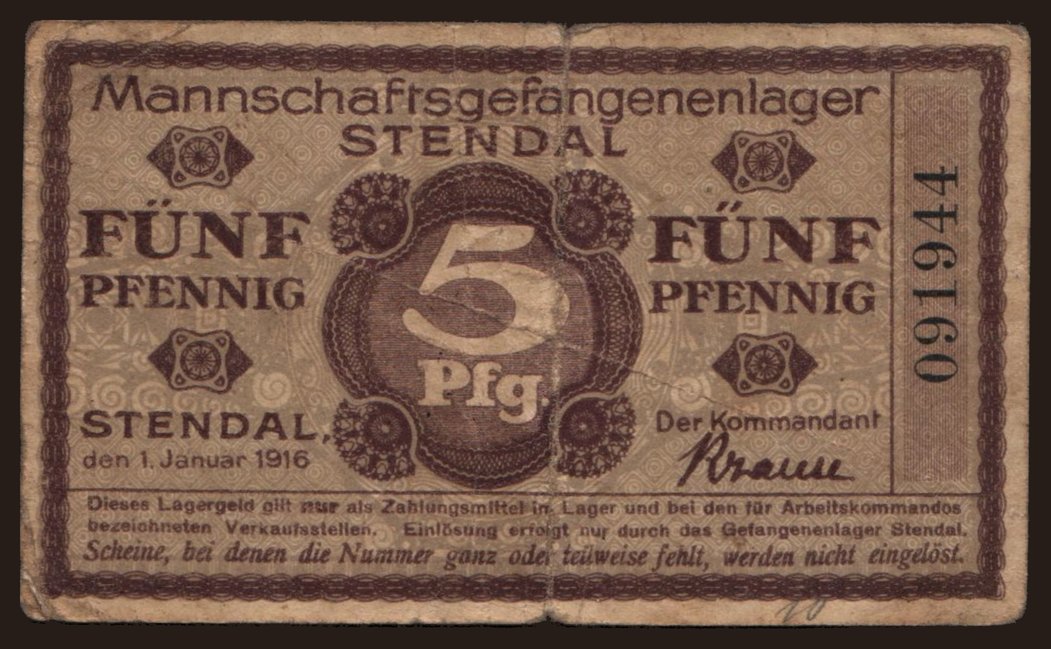 Mannschaftsgefangenenlager
STENDAL
FÜNF
PFENNIG
5
Pfg.
FÜNF
PFENNIG
091944
STENDAL,
den 1. Januar 1916
Der Kommandant
Dieses Lagergeld gilt nur als Zahlungsmittel im Lager und bei den für Arbeitskommandos
bezeichneten Verkaufsstellen. Einlösung erfolgt nur durch das Gefangenenlager Stendal.
Scheine, bei denen die Nummer ganz oder teilweise fehlt, werden nicht eingelöst.